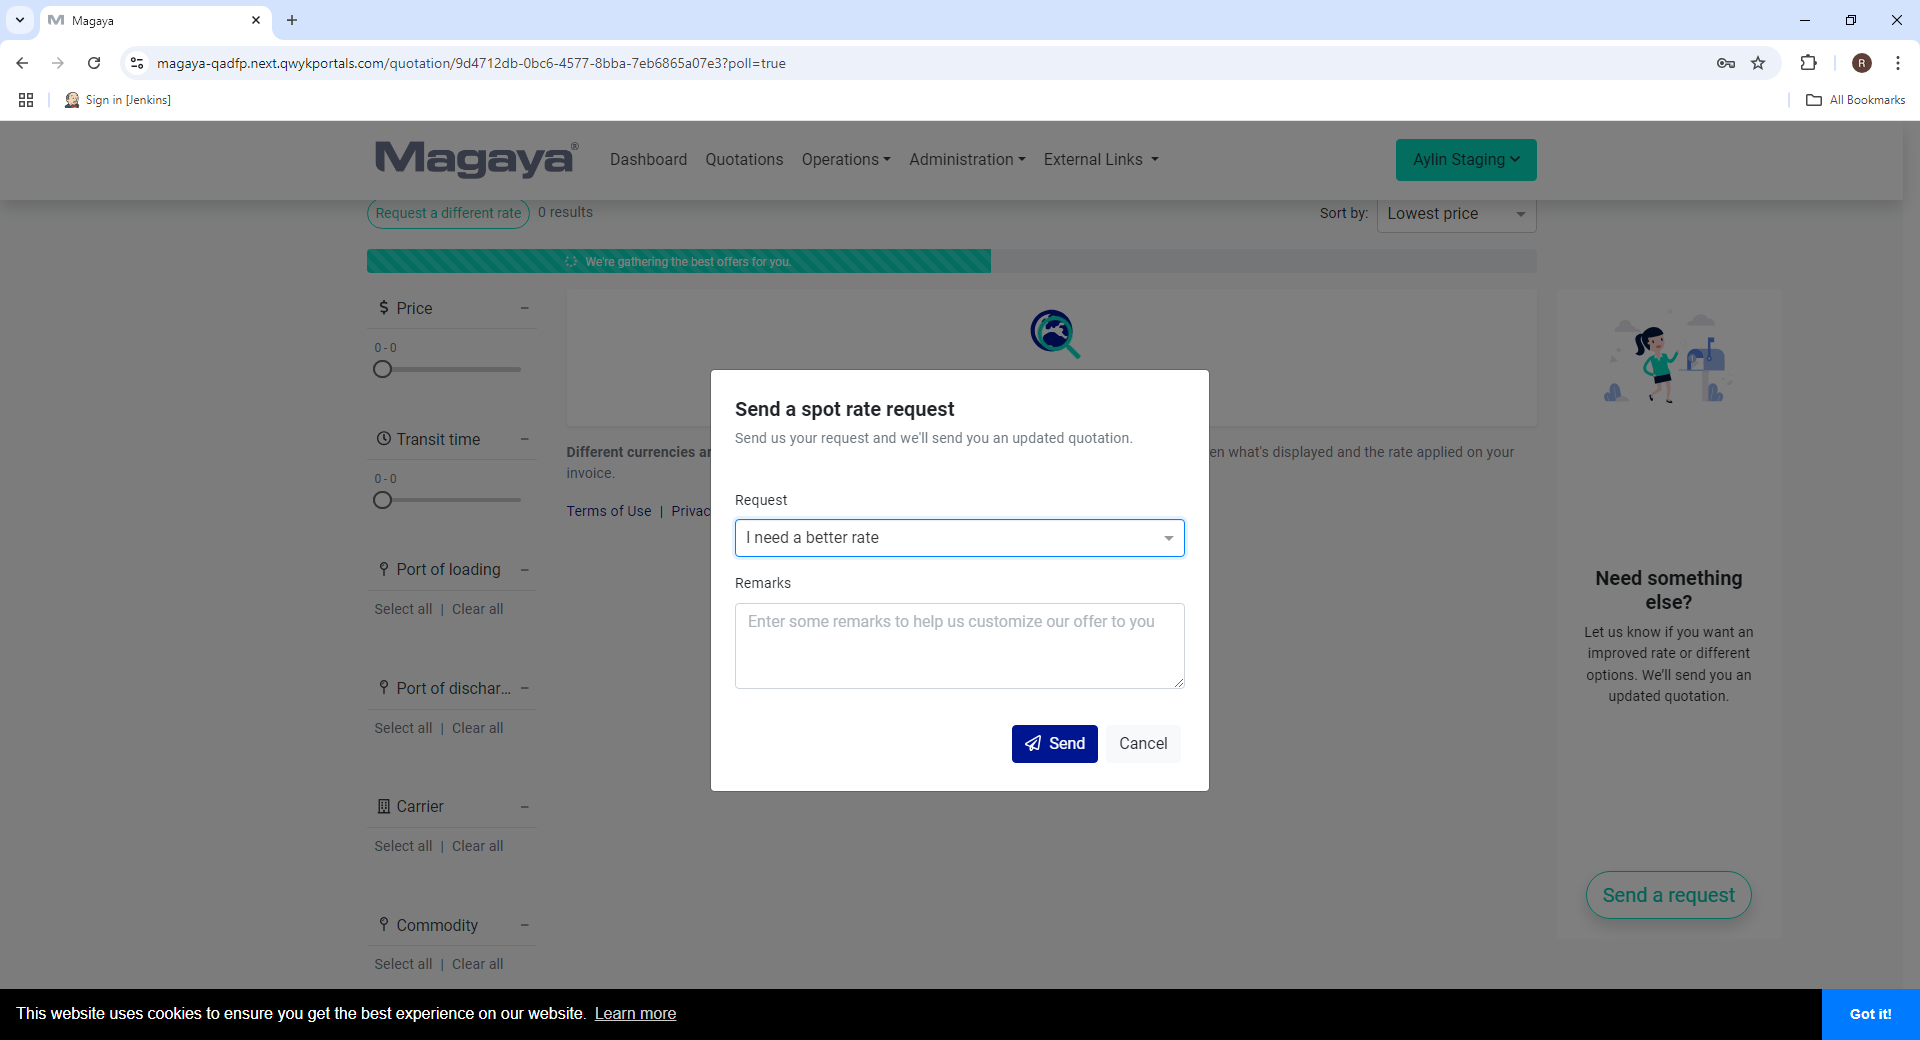 Magaya
magaya-qadfp.next.qwykportals.com/quotation/9d4712db-0bc6-4577-8bba-7eb6865a07e3?poll=true
R
Sign in [Jenkins]
All Bookmarks
Magaya®
Dashboard
Quotations
Operations
Administration
External Links
Aylin Staging
Request a different rate
0 results
Sort by:
Lowest price
We're gathering the best offers for you.
Price
0 - 0
Transit time
0 - 0
Port of loading
Select all | Clear all
Port of dischar...
Select all | Clear all
Carrier
Select all | Clear all
Commodity
Select all | Clear all
Different currencies
en what's displayed and the rate applied on your
invoice.
Terms of Use | Privac
Send a spot rate request
Send us your request and we'll send you an updated quotation.
Request
I need a better rate
Remarks
Enter some remarks to help us customize our offer to you
Send
Cancel
Need something
else?
Let us know if you want an
improved rate or different
options. We'll send you an
updated quotation.
Send a request
This website uses cookies to ensure you get the best experience on our website. Learn more
Got it!